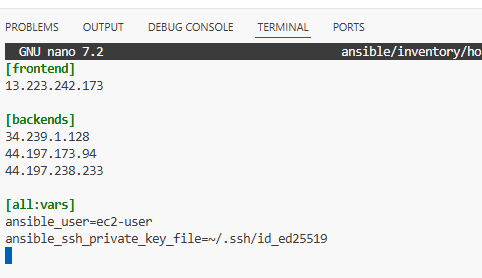 PROBLEMS OUTPUT DEBUG CONSOLE TERMINAL PORTS
GNU nano 7.2 ansible/inventory/ho
[frontend]
13.223.242.173
[backends]
34.239.1.128
44.197.173.94
44.197.238.233
[all:vars]
ansible_user=ec2-user
ansible_ssh_private_key_file=~/.ssh/id_ed25519